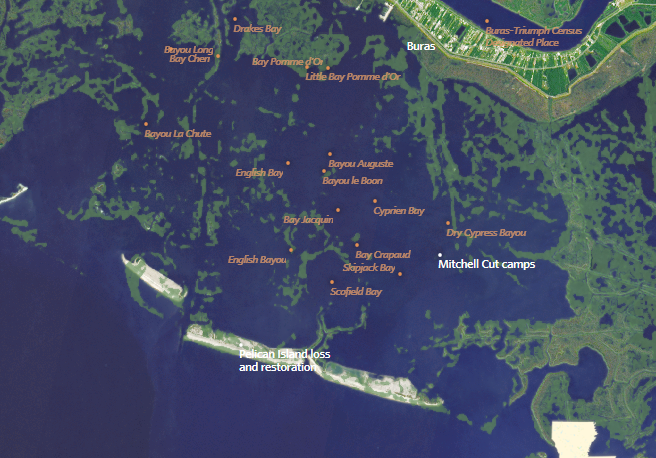 Drakes Bay
Buras-Triumph Census
Designated Place
Buras
Bayou Long
Bay Chen
Bay Pomme d'Or
Little Bay Pomme d'Or
Bayou La Chute
Bayou Auguste
English Bay
Bayou le Boon
Cyprien Bay
Bay Jacquin
Dry Cypress Bayou
Bay Crapaud
English Bayou
Skipjack Bay
Mitchell Cut camps
Scofield Bay
Pelican Island loss
and restoration